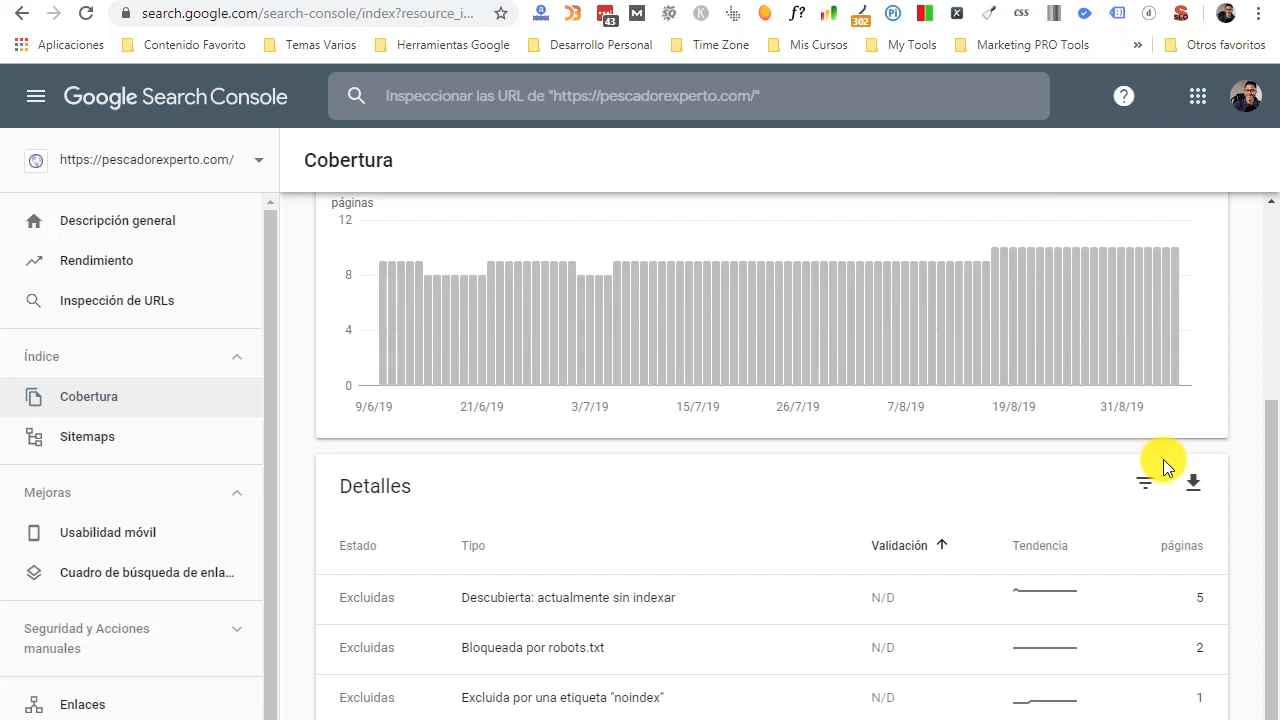 search.google.com/search-console/index?resource_i...
43
f?
302
Pi
css
SEO
Aplicaciones
Contenido Favorito
Temas Varios
Herramientas Google
Desarrollo Personal
Time Zone
Mis Cursos
My Tools
Marketing PRO Tools
»
Otros favoritos
Google Search Console
Inspeccionar las URL de "https://pescadorexperto.com/"
https://pescadorexperto.com/
Cobertura
Descripción general
Rendimiento
Inspección de URLs
Índice
Cobertura
Sitemaps
Mejoras
Usabilidad móvil
Cuadro de búsqueda de enla...
Seguridad y Acciones
manuales
Enlaces
páginas
12
8
4
0
9/6/19 21/6/19 3/7/19 15/7/19 26/7/19 7/8/19 19/8/19 31/8/19
Detalles
Estado Tipo Validación Tendencia páginas
Excluidas Descubierta: actualmente sin indexar N/D 5
Excluidas Bloqueada por robots.txt N/D 2
Excluidas Excluida por una etiqueta "noindex" N/D 1